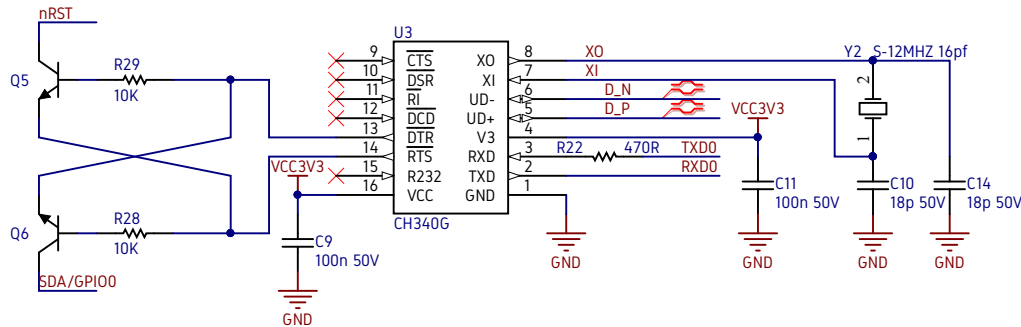 nRST
U3
Q5
R29
10K
9 CTS
10 DSR
11 RI
12 DCD
13 DTR
14 RTS
15 R232
16 VCC
XO 8
XI 7
UD- 6
UD+ 5
V3 4
RXD 3
TXD 2
GND 1
CH340G
XO
XI
D_N
D_P
R22 470R TXD0
RXD0
VCC3V3
Y2 S-12MHZ 16pf
2
1
VCC3V3
C11
100n 50V
C10
18p 50V
C14
18p 50V
Q6
R28
10K
C9
100n 50V
SDA/GPIO0
GND
GND
GND
GND
GND